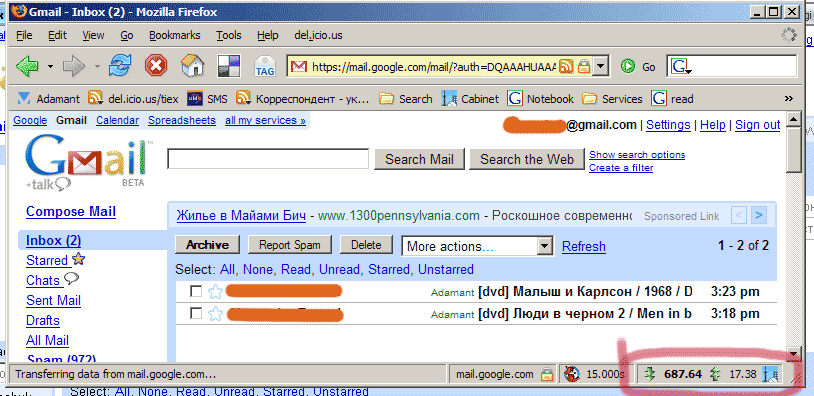 Gmail - Inbox (2) - Mozilla Firefox
File Edit View Go Bookmarks Tools Help del.icio.us
TAG https://mail.google.com/mail/?auth=DQAAAHUAA Go G
Adamant del.icio.us/tiex SMS Корреспондент - ук... Search Cabinet Notebook Services read »
Google Gmail Calendar Spreadsheets all my services »
@gmail.com | Settings | Help | Sign out
Gmail +talk BETA
Search Mail Search the Web Show search options
Create a filter
Compose Mail
Жилье в Майами Бич - www.1300pennsylvania.com - Роскошное современнс Sponsored Link < >
Inbox (2)
Archive Report Spam Delete More actions... Refresh 1 - 2 of 2
Starred
Select: All, None, Read, Unread, Starred, Unstarred
Chats
Adamant [dvd] Малыш и Карлсон / 1968 / D 3:23 pm
Sent Mail
Drafts
Adamant [dvd] Люди в черном 2 / Men in b 3:18 pm
All Mail
Spam (972)
Transferring data from mail.google.com... mail.google.com 15.000s 687.64 17.38
Select: All, None, Read, Unread, Starred, Unstarred